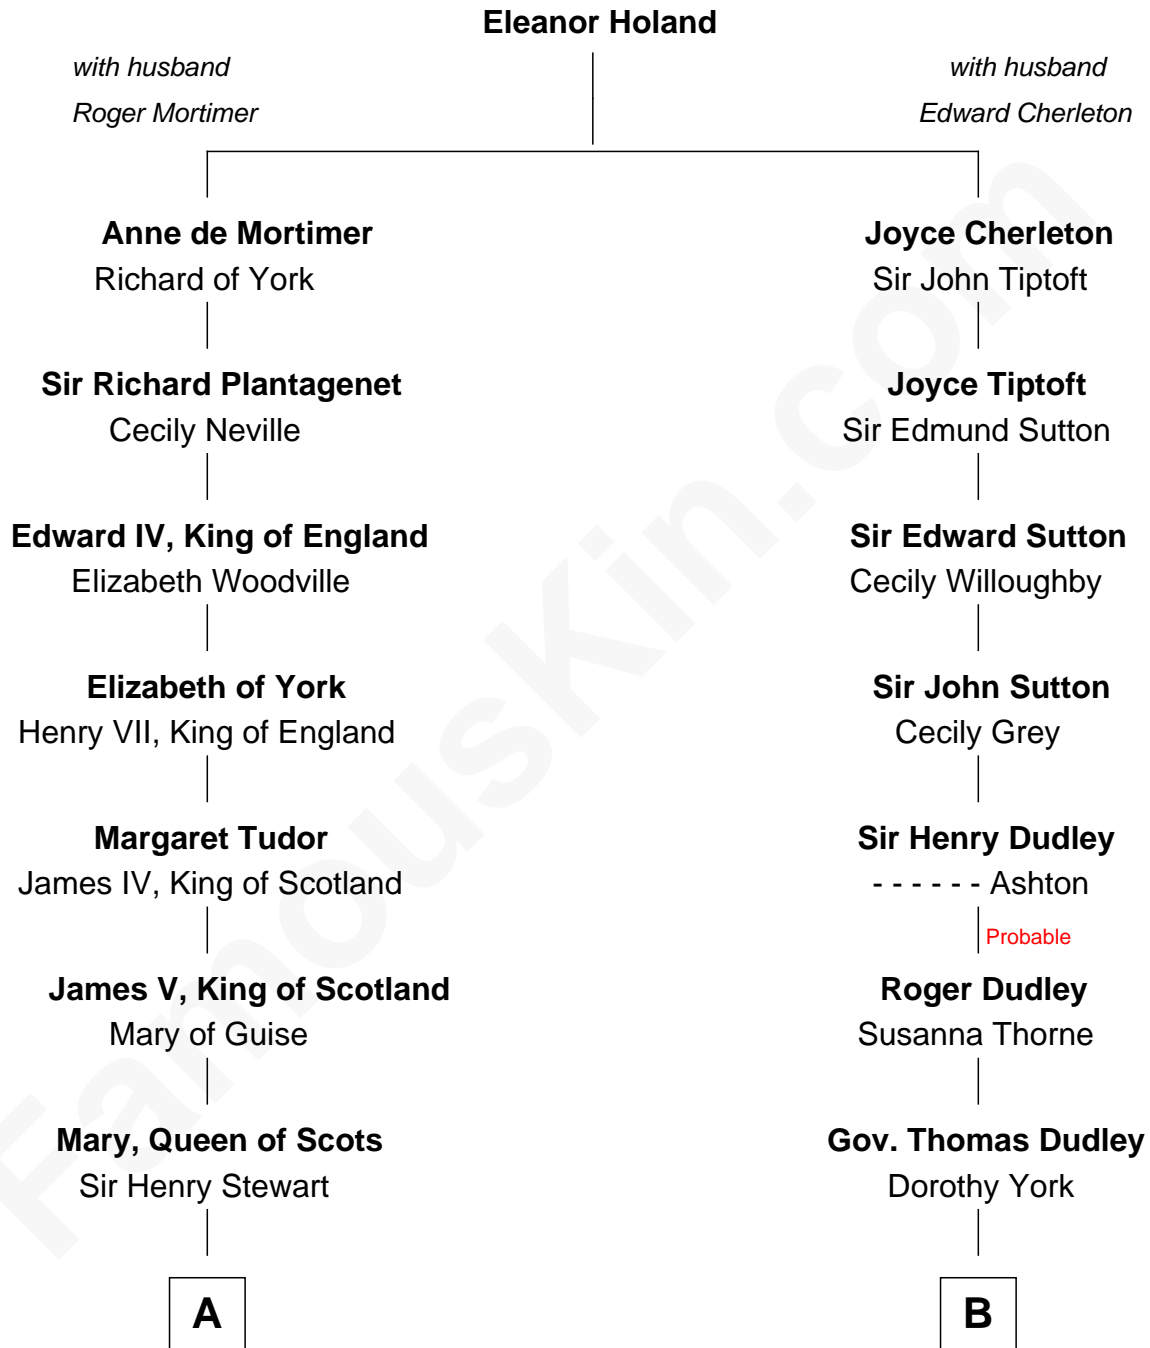 Eleanor Holand
with husband
Roger Mortimer
with husband
Edward Cherleton
Anne de Mortimer
Richard of York
Joyce Cherleton
Sir John Tiptoft
Sir Richard Plantagenet
Cecily Neville
Joyce Tiptoft
Sir Edmund Sutton
Edward IV, King of England
Elizabeth Woodville
Sir Edward Sutton
Cecily Willoughby
Elizabeth of York
Henry VII, King of England
Sir John Sutton
Cecily Grey
Margaret Tudor
James IV, King of Scotland
Sir Henry Dudley
- - - - - - Ashton
Probable
James V, King of Scotland
Mary of Guise
Roger Dudley
Susanna Thorne
Mary, Queen of Scots
Sir Henry Stewart
Gov. Thomas Dudley
Dorothy York
A
B
FamousKin.com